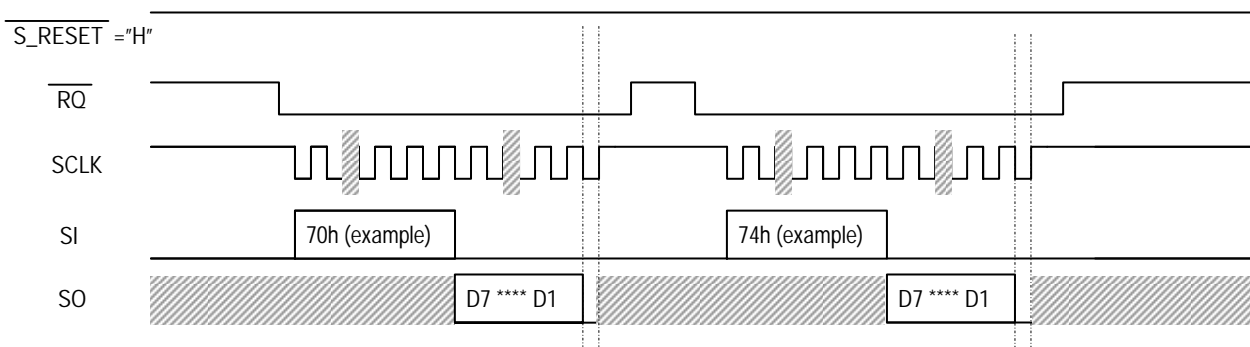 S_RESET ="H"
RQ
SCLK
SI
70h (example)
74h (example)
SO
D7 **** D1
D7 **** D1